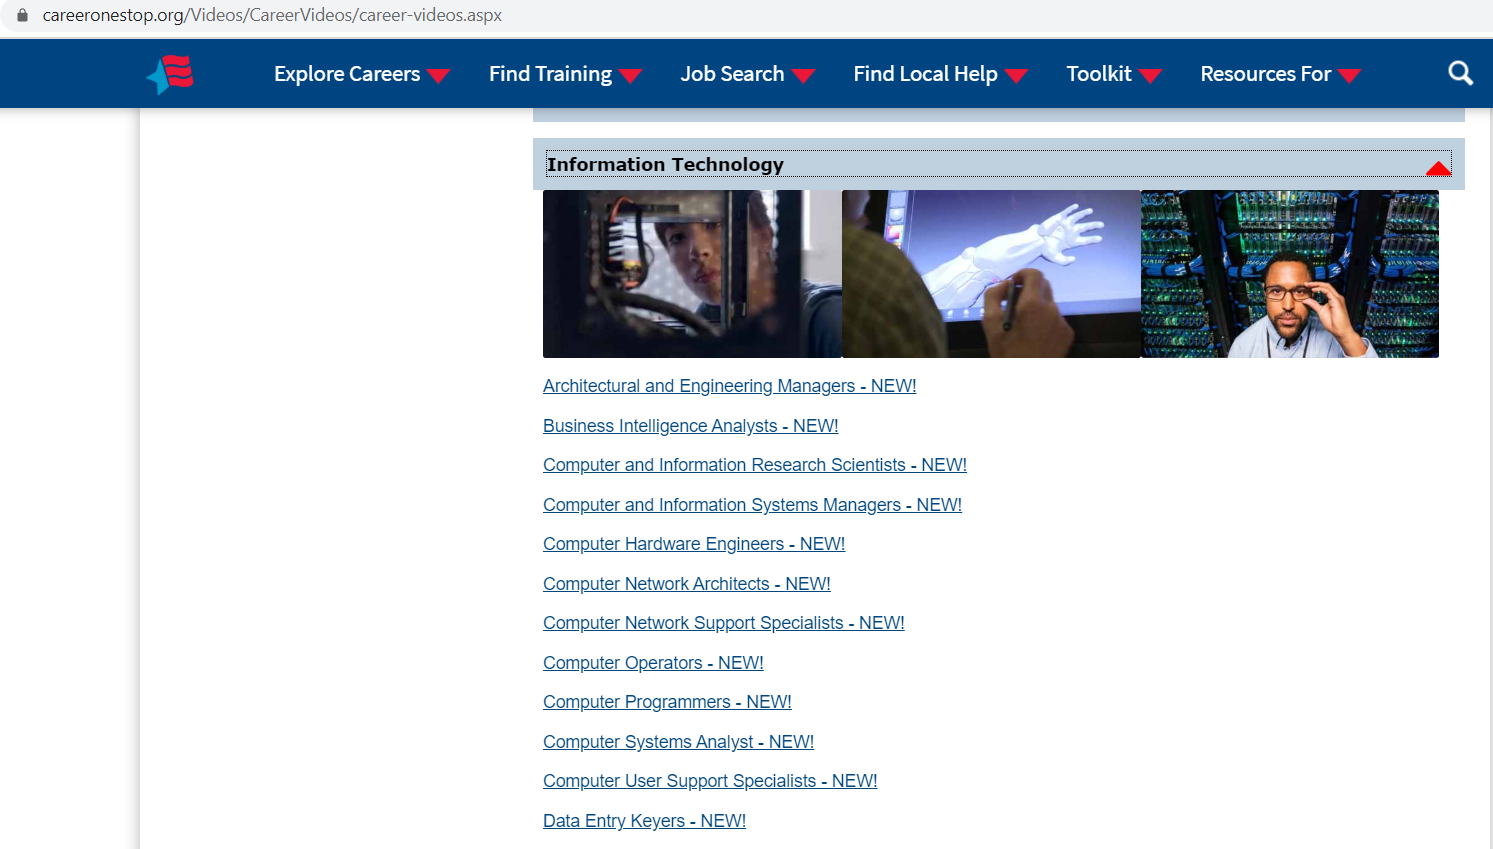 careeronestop.org/Videos/CareerVideos/career-videos.aspx
Explore Careers Find Training Job Search Find Local Help Toolkit Resources For
Information Technology
Architectural and Engineering Managers - NEW!
Business Intelligence Analysts - NEW!
Computer and Information Research Scientists - NEW!
Computer and Information Systems Managers - NEW!
Computer Hardware Engineers - NEW!
Computer Network Architects - NEW!
Computer Network Support Specialists - NEW!
Computer Operators - NEW!
Computer Programmers - NEW!
Computer Systems Analyst - NEW!
Computer User Support Specialists - NEW!
Data Entry Keyers - NEW!